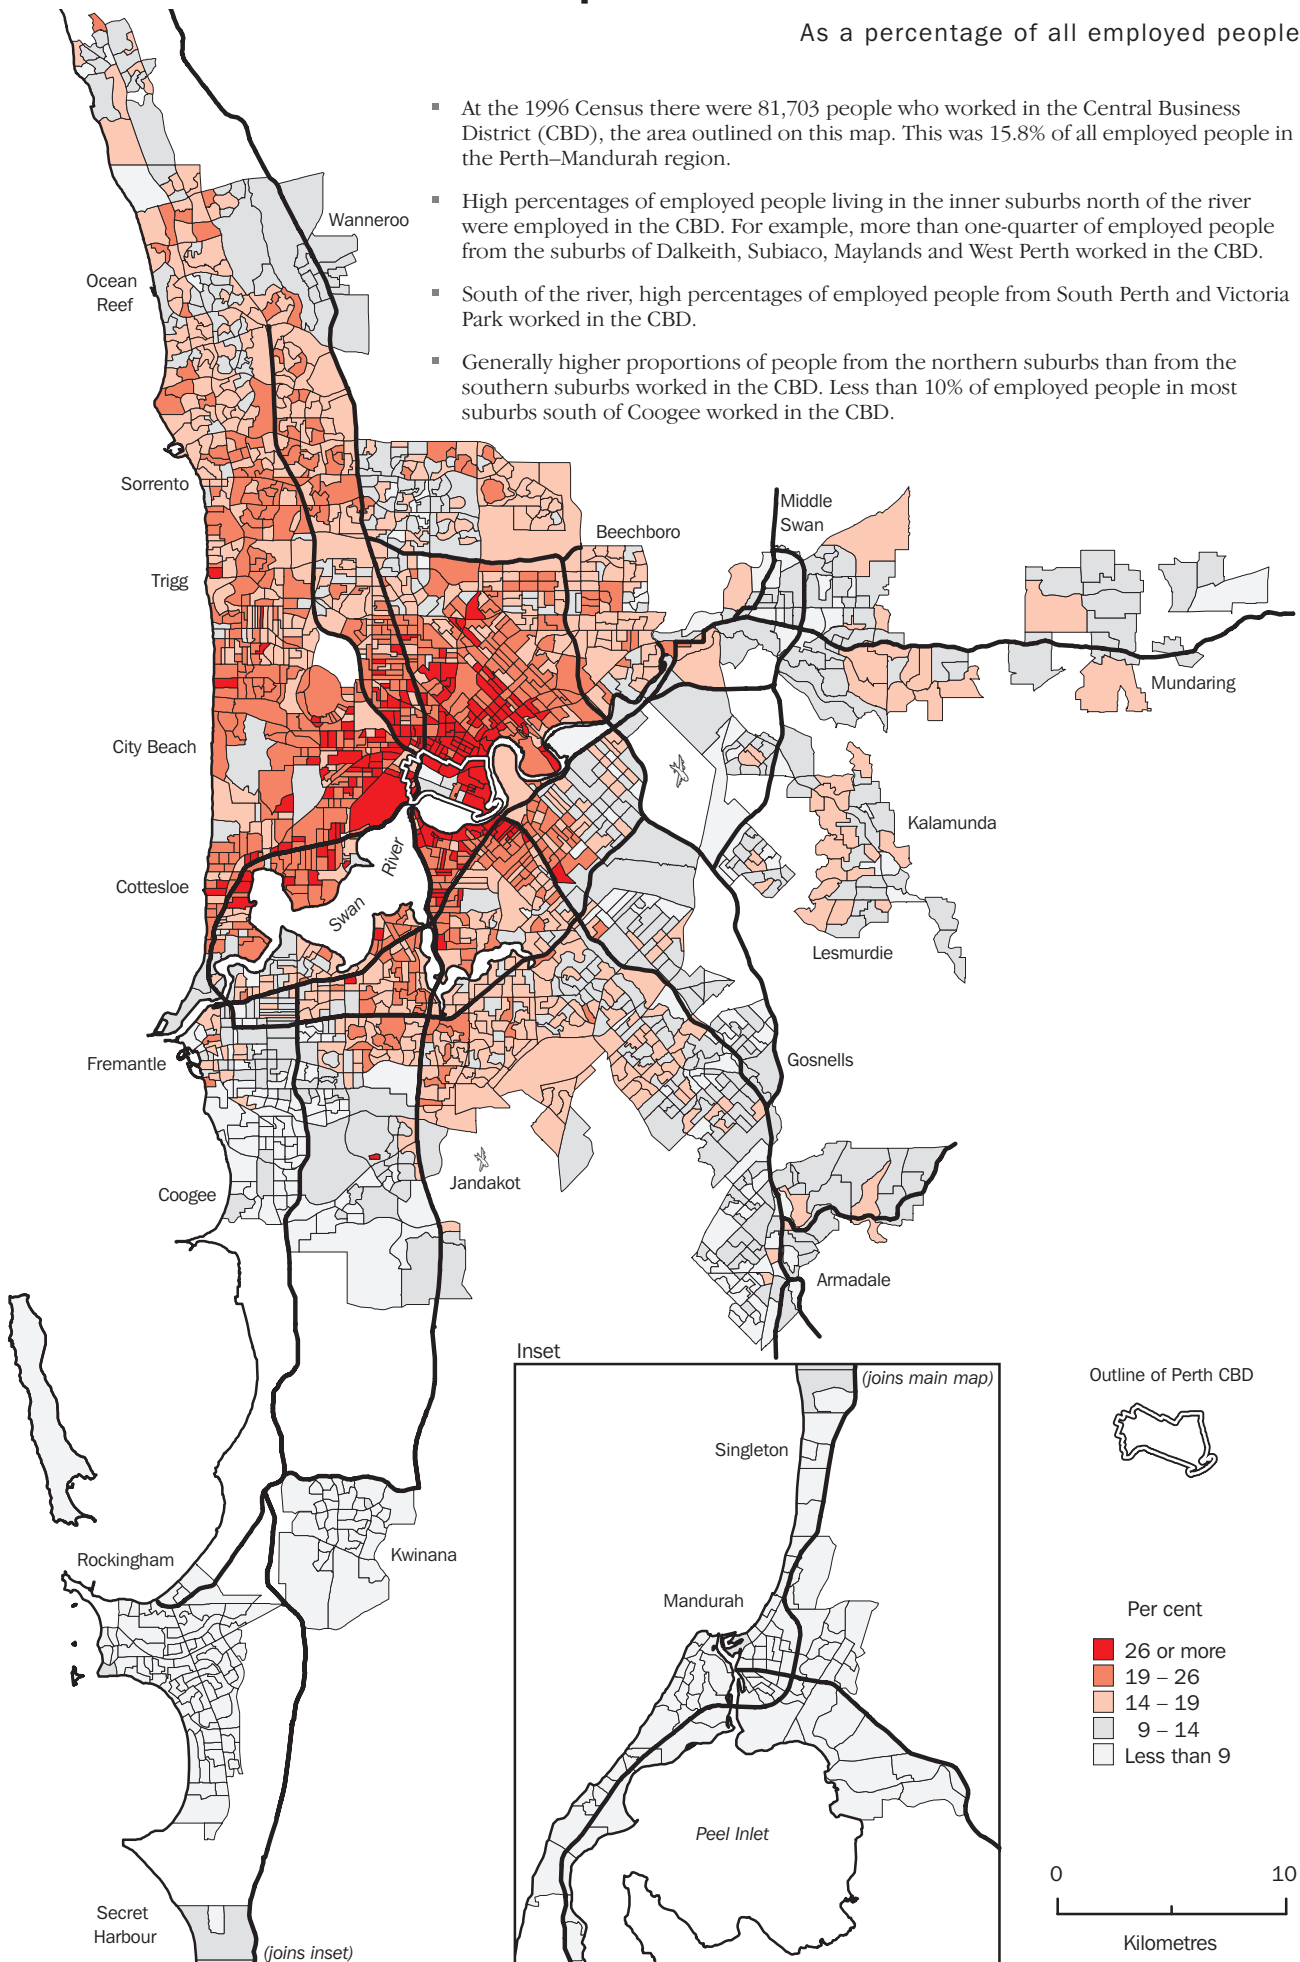 As a percentage of all employed people
▪ At the 1996 Census there were 81,703 people who worked in the Central Business
District (CBD), the area outlined on this map. This was 15.8% of all employed people in
the Perth–Mandurah region.
▪ High percentages of employed people living in the inner suburbs north of the river
were employed in the CBD. For example, more than one-quarter of employed people
from the suburbs of Dalkeith, Subiaco, Maylands and West Perth worked in the CBD.
▪ South of the river, high percentages of employed people from South Perth and Victoria
Park worked in the CBD.
▪ Generally higher proportions of people from the northern suburbs than from the
southern suburbs worked in the CBD. Less than 10% of employed people in most
suburbs south of Coogee worked in the CBD.
Wanneroo
Ocean
Reef
Sorrento
Middle
Swan
Beechboro
Trigg
Mundaring
City Beach
Kalamunda
River
Cottesloe
Swan
Lesmurdie
Fremantle
Gosnells
Jandakot
Coogee
Armadale
Inset
(joins main map)
Outline of Perth CBD
Singleton
Rockingham
Kwinana
Mandurah
Per cent
26 or more
19 – 26
14 – 19
9 – 14
Less than 9
Peel Inlet
0 10
Kilometres
Secret
Harbour
(joins inset)